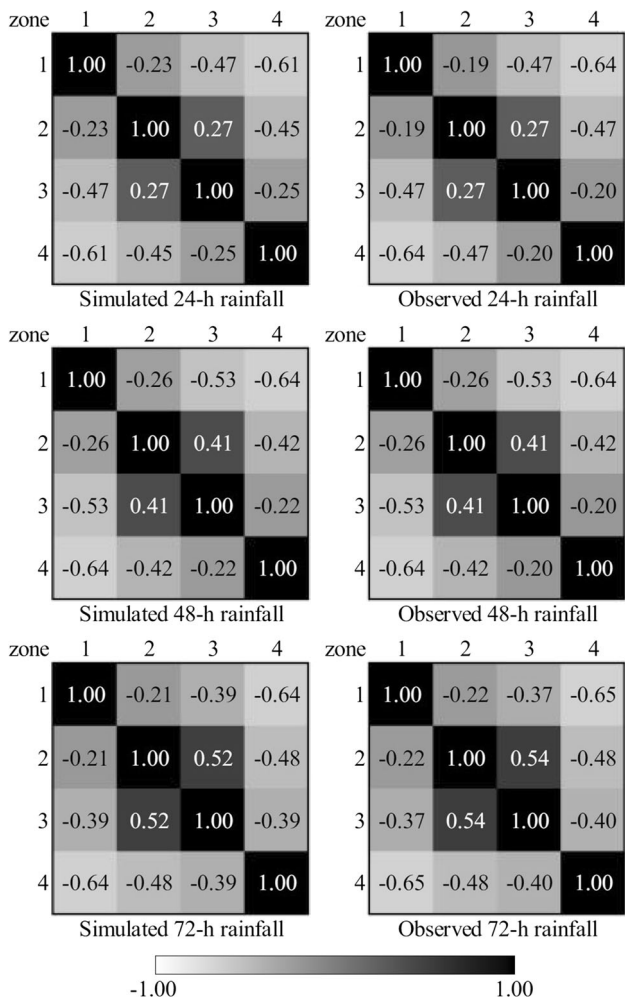 zone 1 2 3 4 zone 1 2 3 4
1 1.00 -0.23 -0.47 -0.61 1 1.00 -0.19 -0.47 -0.64
2 -0.23 1.00 0.27 -0.45 2 -0.19 1.00 0.27 -0.47
3 -0.47 0.27 1.00 -0.25 3 -0.47 0.27 1.00 -0.20
4 -0.61 -0.45 -0.25 1.00 4 -0.64 -0.47 -0.20 1.00
Simulated 24-h rainfall Observed 24-h rainfall
zone 1 2 3 4 zone 1 2 3 4
1 1.00 -0.26 -0.53 -0.64 1 1.00 -0.26 -0.53 -0.64
2 -0.26 1.00 0.41 -0.42 2 -0.26 1.00 0.41 -0.42
3 -0.53 0.41 1.00 -0.22 3 -0.53 0.41 1.00 -0.20
4 -0.64 -0.42 -0.22 1.00 4 -0.64 -0.42 -0.20 1.00
Simulated 48-h rainfall Observed 48-h rainfall
zone 1 2 3 4 zone 1 2 3 4
1 1.00 -0.21 -0.39 -0.64 1 1.00 -0.22 -0.37 -0.65
2 -0.21 1.00 0.52 -0.48 2 -0.22 1.00 0.54 -0.48
3 -0.39 0.52 1.00 -0.39 3 -0.37 0.54 1.00 -0.40
4 -0.64 -0.48 -0.39 1.00 4 -0.65 -0.48 -0.40 1.00
Simulated 72-h rainfall Observed 72-h rainfall
-1.00 1.00